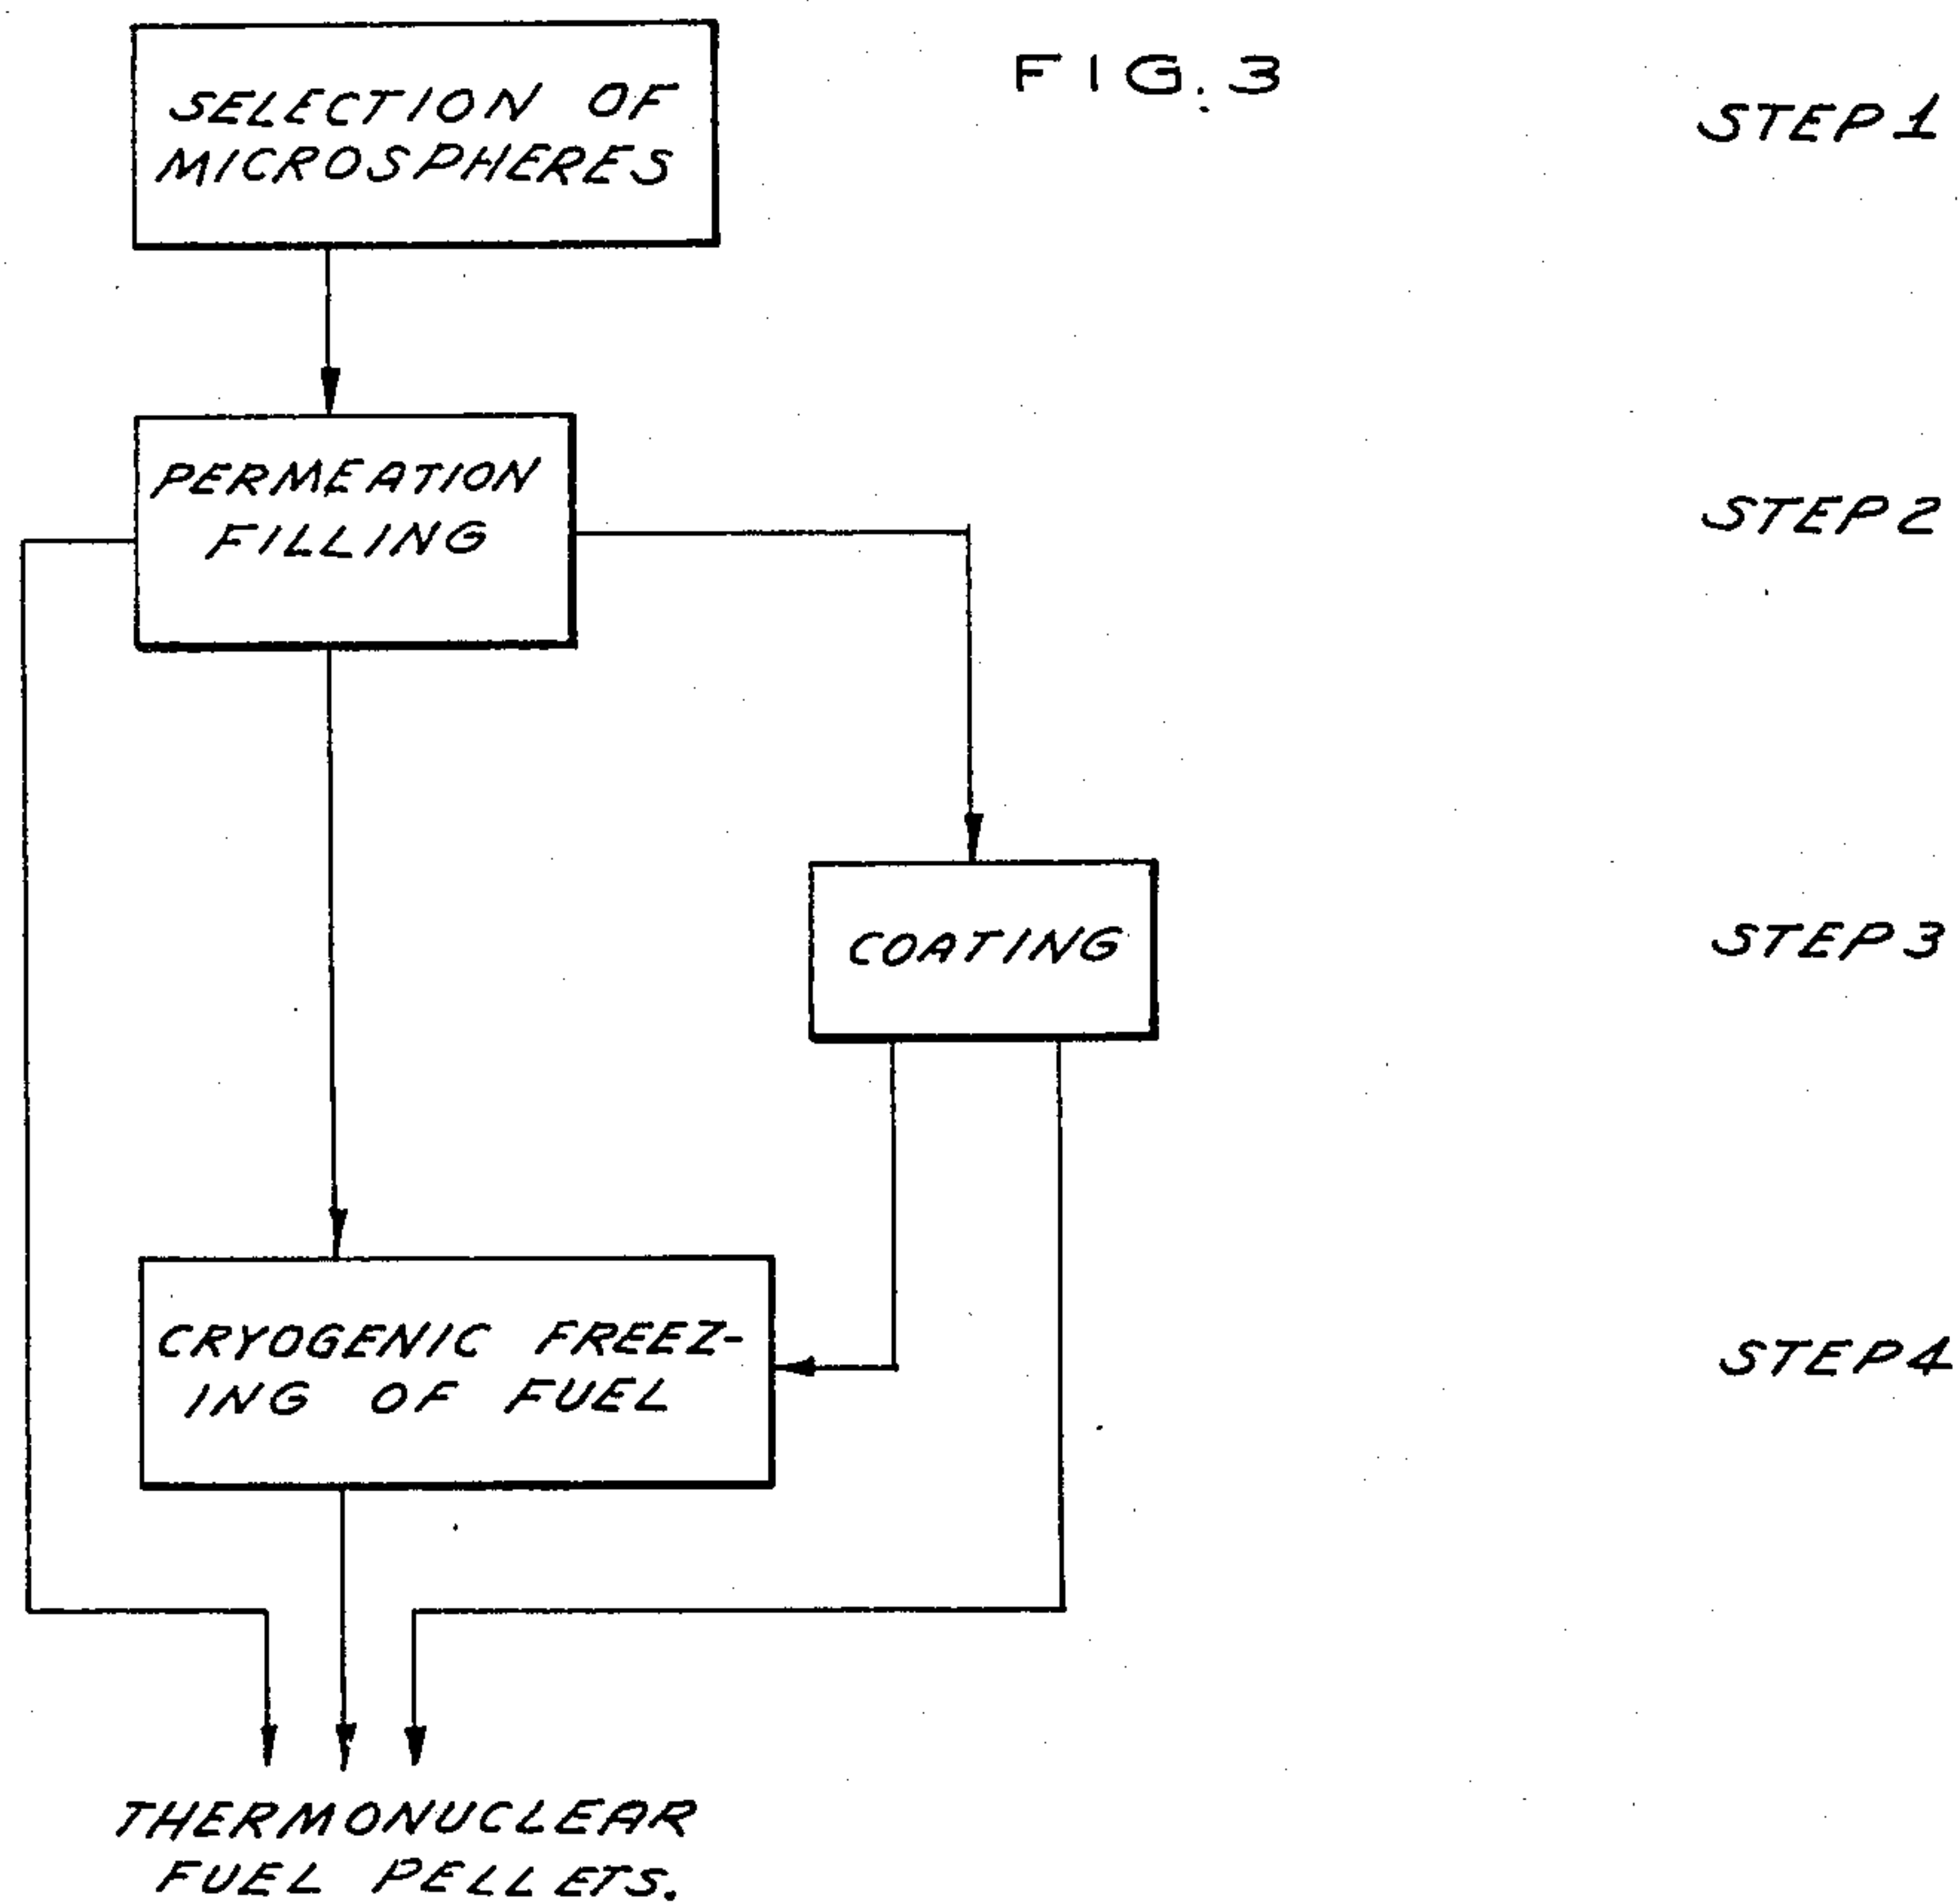 FIG. 3
SELECTION OF
MICROSPHERES
STEP 1
PERMEATION
FILLING
STEP 2
COATING
STEP 3
CRYOGENIC FREEZ-
ING OF FUEL
STEP 4
THERMONUCLEAR
FUEL PELLETS.